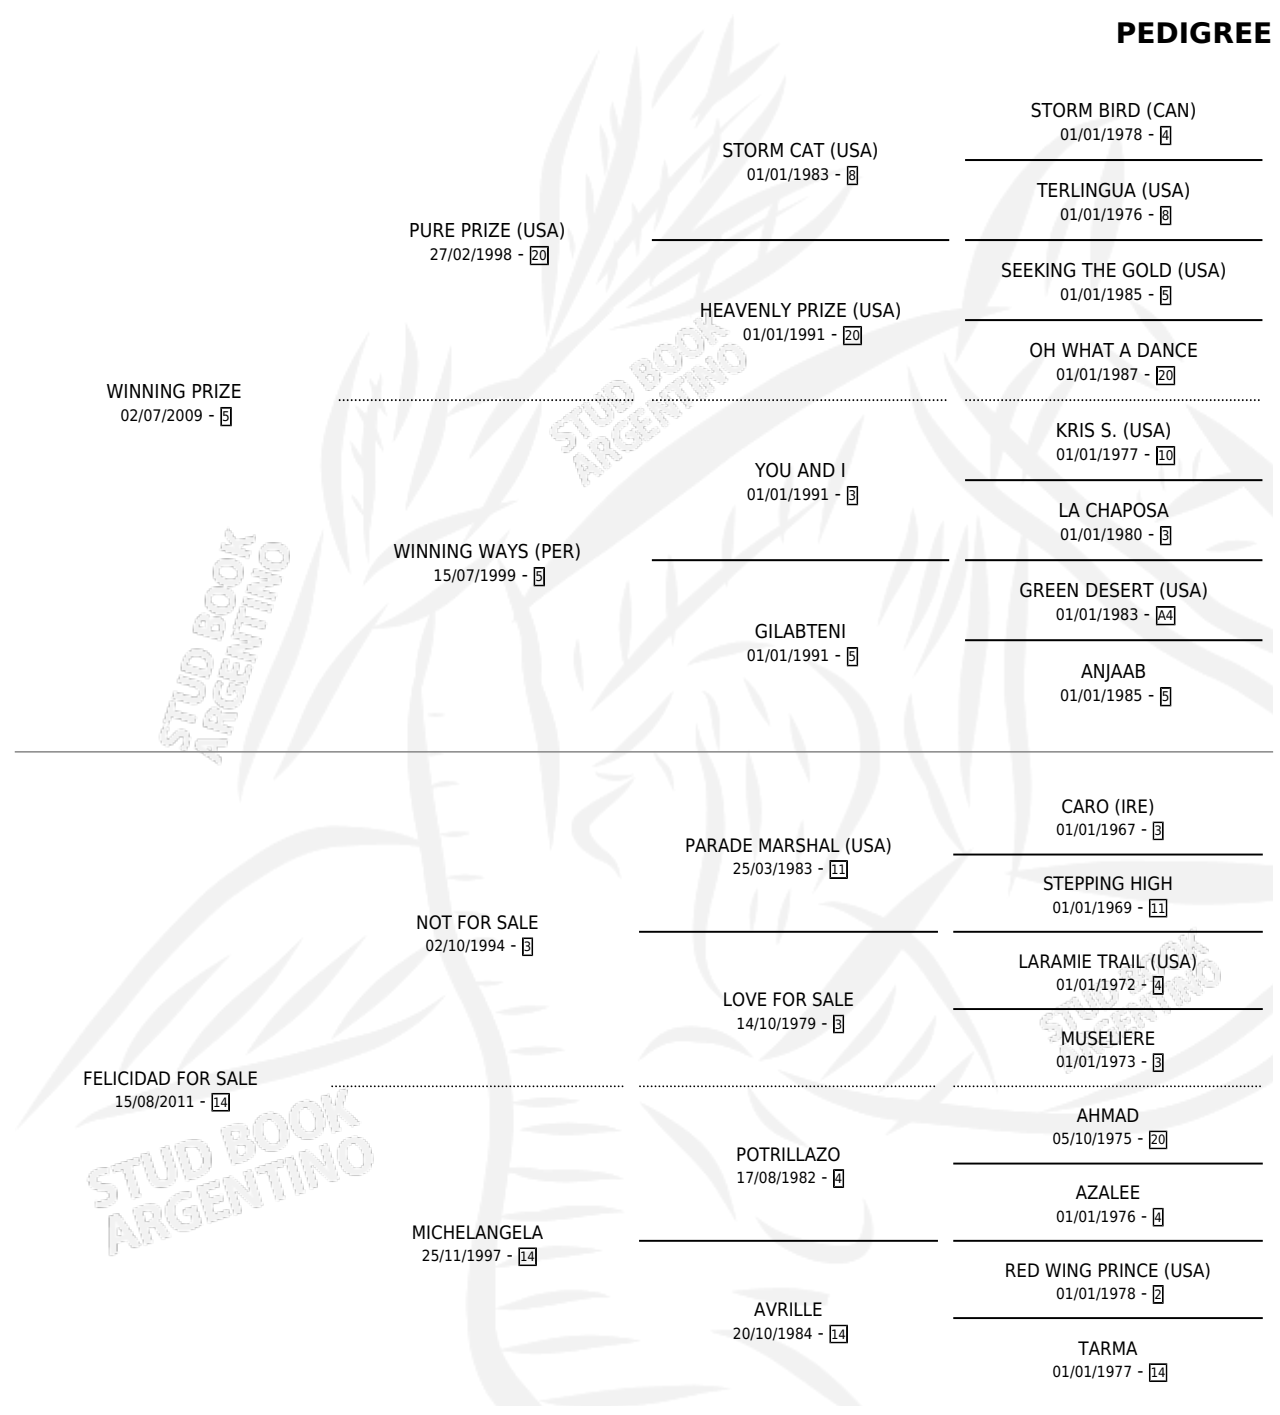 PEDIGREE
STORM BIRD (CAN)
01/01/1978 - 4
STORM CAT (USA)
01/01/1983 - 8
TERLINGUA (USA)
01/01/1976 - 8
PURE PRIZE (USA)
27/02/1998 - 20
SEEKING THE GOLD (USA)
01/01/1985 - 5
HEAVENLY PRIZE (USA)
01/01/1991 - 20
OH WHAT A DANCE
01/01/1987 - 20
WINNING PRIZE
02/07/2009 - 5
KRIS S. (USA)
01/01/1977 - 10
YOU AND I
01/01/1991 - 3
LA CHAPOSA
01/01/1980 - 3
WINNING WAYS (PER)
15/07/1999 - 5
GREEN DESERT (USA)
01/01/1983 - A4
GILABTENI
01/01/1991 - 5
ANJAAB
01/01/1985 - 5
CARO (IRE)
01/01/1967 - 3
PARADE MARSHAL (USA)
25/03/1983 - 11
STEPPING HIGH
01/01/1969 - 11
NOT FOR SALE
02/10/1994 - 3
LARAMIE TRAIL (USA)
01/01/1972 - 4
LOVE FOR SALE
14/10/1979 - 3
MUSELIERE
01/01/1973 - 3
FELICIDAD FOR SALE
15/08/2011 - 14
AHMAD
05/10/1975 - 20
POTRILLAZO
17/08/1982 - 4
AZALEE
01/01/1976 - 4
MICHELANGELA
25/11/1997 - 14
RED WING PRINCE (USA)
01/01/1978 - 2
AVRILLE
20/10/1984 - 14
TARMA
01/01/1977 - 14
STUD BOOK
ARGENTINO
STUD BOOK
ARGENTINO
STUD BOOK
ARGENTINO
STUD BOOK
ARGENTINO